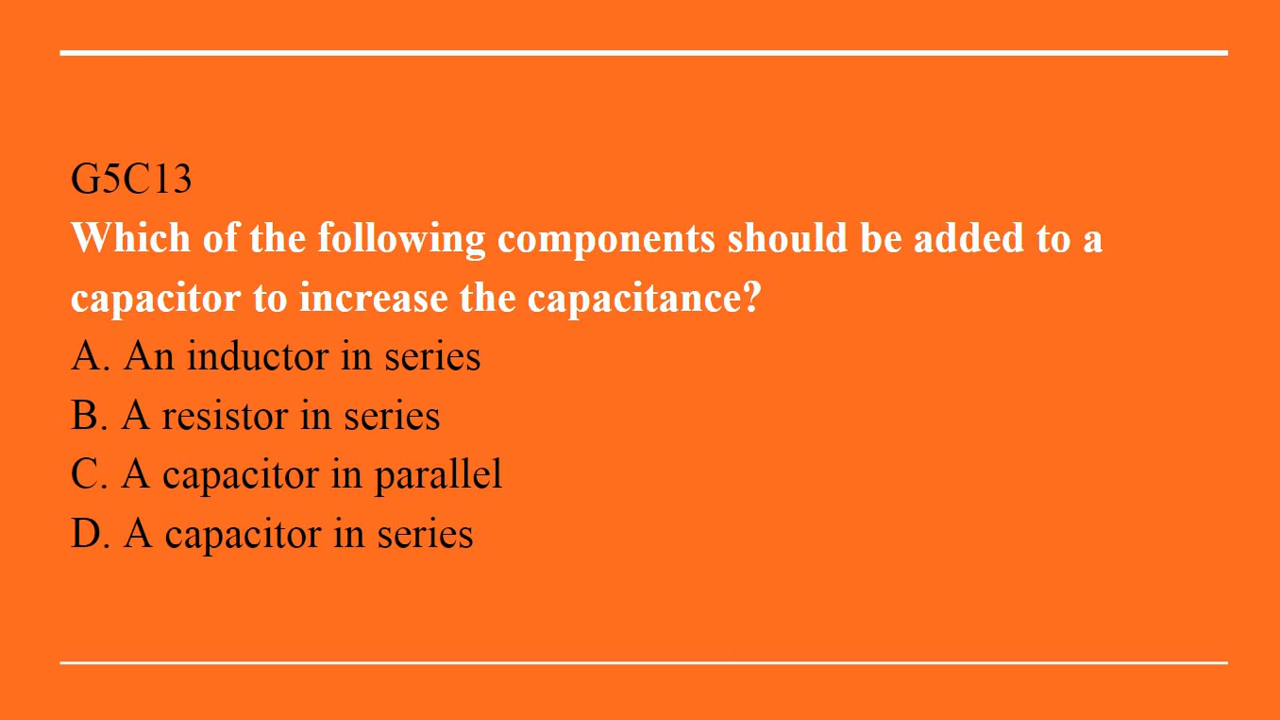 G5C13
Which of the following components should be added to a
capacitor to increase the capacitance?
A. An inductor in series
B. A resistor in series
C. A capacitor in parallel
D. A capacitor in series